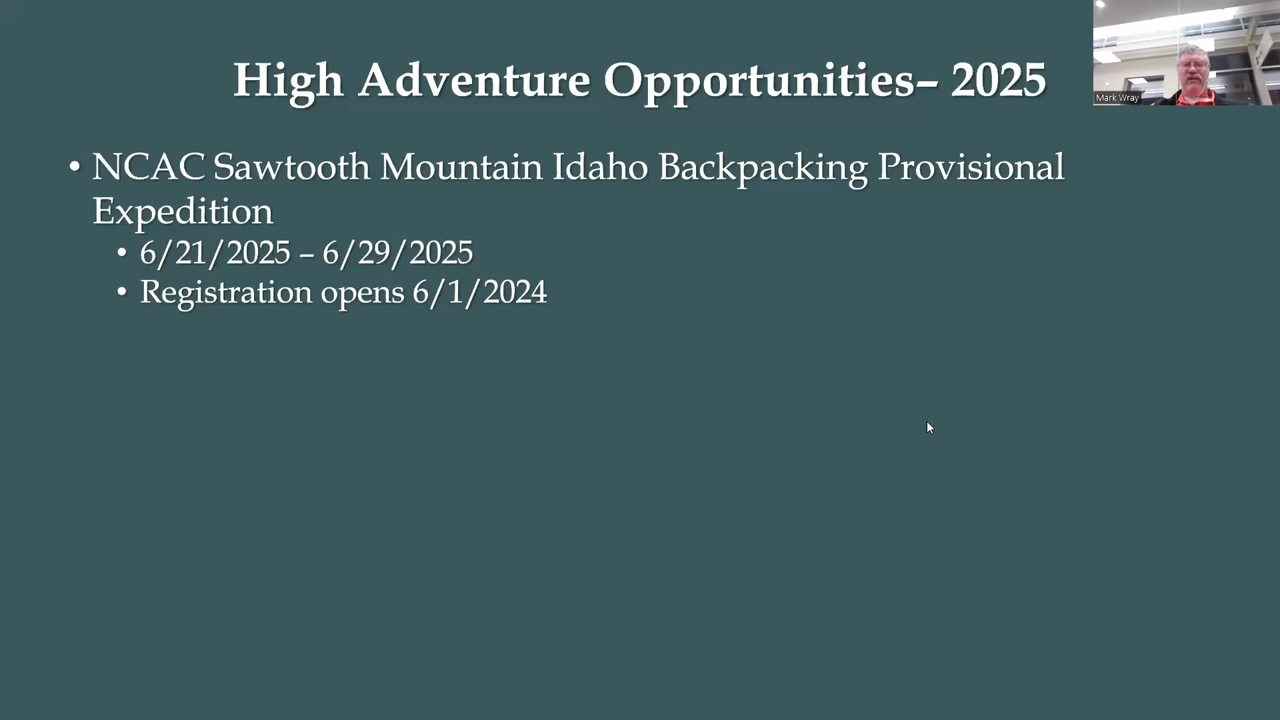 High Adventure Opportunities– 2025
Mark Wray
• NCAC Sawtooth Mountain Idaho Backpacking Provisional
Expedition
• 6/21/2025 – 6/29/2025
• Registration opens 6/1/2024